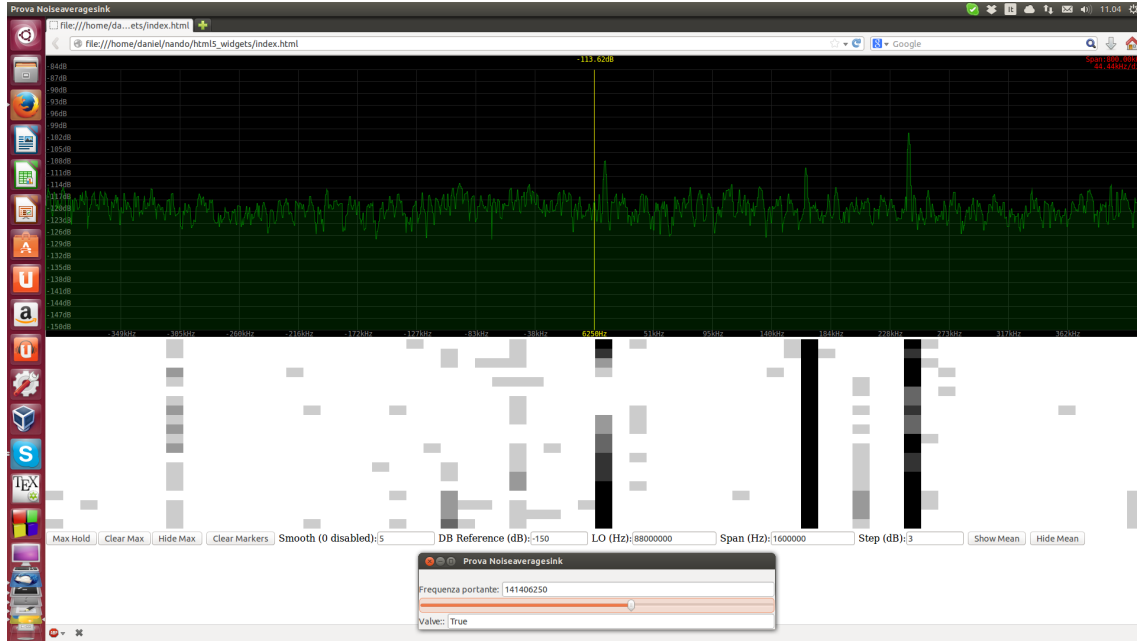 Prova Noiseaveragesink
It
11.04
File:///home/da...ets/index.html
file:///home/daniel/nando/html5_widgets/index.html
Google
-84dB
-113.62dB
-87dB
-90dB
-93dB
-96dB
-99dB
-102dB
-105dB
-108dB
-111dB
-114dB
-117dB
-120dB
-123dB
-126dB
-129dB
-132dB
-135dB
-138dB
-141dB
-144dB
-147dB
-150dB
-349kHz -305kHz -260kHz -216kHz -172kHz -127kHz -83kHz -38kHz 6250Hz 51kHz 95kHz 140kHz 184kHz 228kHz 273kHz 317kHz 362kHz
Max Hold Clear Max Hide Max Clear Markers Smooth (0 disabled): 5 DB Reference (dB): -150 LO (Hz): 88000000 Span (Hz): 1600000 Step (dB): 3 Show Mean Hide Mean
Prova Noiseaveragesink
Frequenza portante: 141406250
Valve:: True
A
U
a
S
TEX
ABP